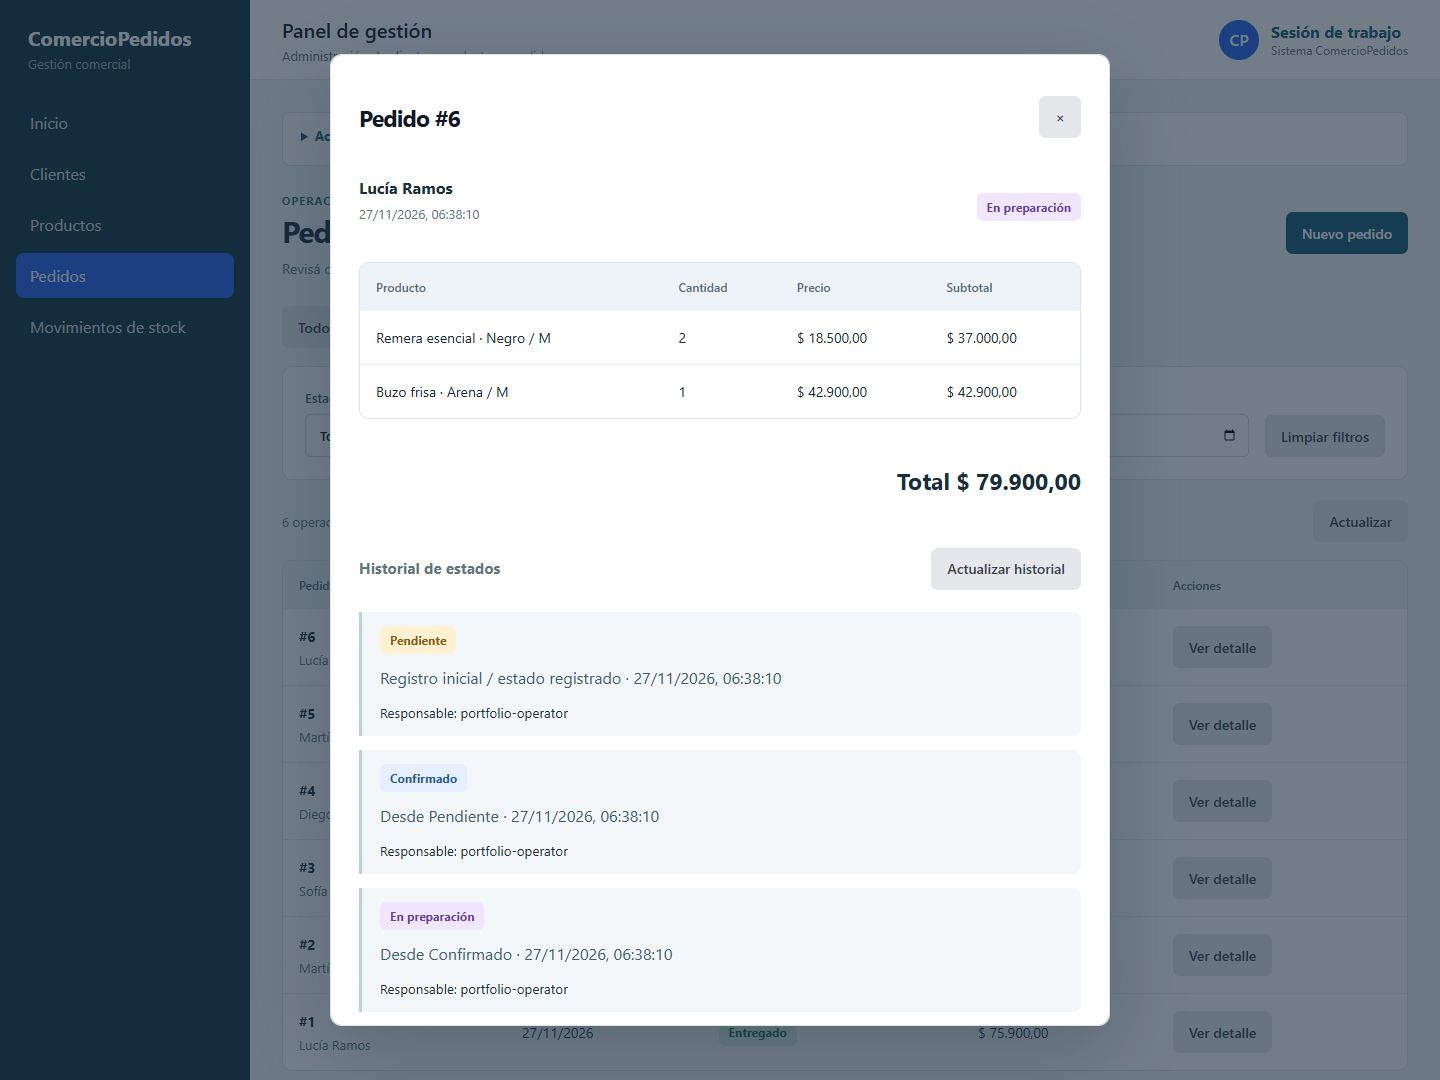 ComercioPedidos
Gestión comercial
Inicio
Clientes
Productos
Pedidos
Movimientos de stock
Panel de gestión
CP
Sesión de trabajo
Sistema ComercioPedidos
Nuevo pedido
Limpiar filtros
6
Actualizar
Acciones
#6
Lucía
Ver detalle
#5
Ver detalle
#4
Ver detalle
#3
Sofía
Ver detalle
#2
Ver detalle
#1
Lucía Ramos
27/11/2026
Entregado
$ 75.900,00
Ver detalle
Pedido #6
×
Lucía Ramos
27/11/2026, 06:38:10
En preparación
Producto Cantidad Precio Subtotal
Remera esencial · Negro / M 2 $ 18.500,00 $ 37.000,00
Buzo frisa · Arena / M 1 $ 42.900,00 $ 42.900,00
Total $ 79.900,00
Historial de estados
Actualizar historial
Pendiente
Registro inicial / estado registrado · 27/11/2026, 06:38:10
Responsable: portfolio-operator
Confirmado
Desde Pendiente · 27/11/2026, 06:38:10
Responsable: portfolio-operator
En preparación
Desde Confirmado · 27/11/2026, 06:38:10
Responsable: portfolio-operator